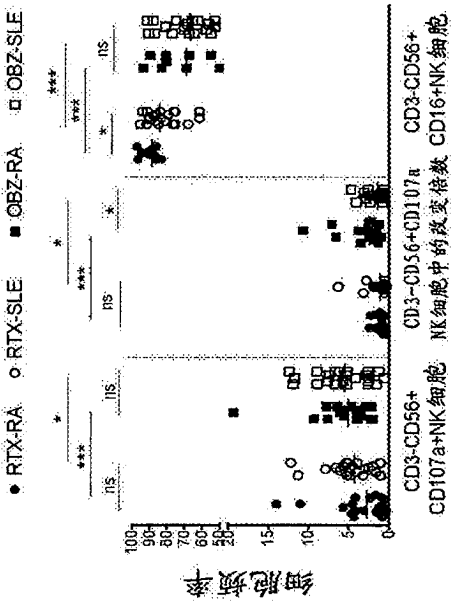 ● RTX-RA ○ RTX-SLE ■ OBZ-RA □ OBZ-SLE
ns
***
*
ns
ns
***
*
*
*
***
***
ns
100
90
80
70
60
50
20
15
10
5
0
细胞频率
CD3-CD56+
CD107a+NK细胞
CD3-CD56+CD107a
NK细胞中的改变倍数
CD3-CD56+
CD16+NK细胞